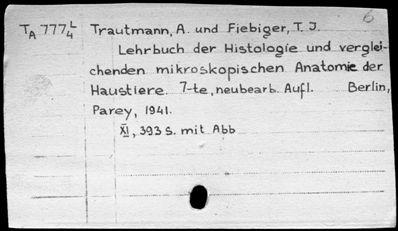 6
TA 777 L/4 Trautmann, A. und Fiebiger, T. J.
Lehrbuch der Histologie und verglei-
chenden mikroskopischen Anatomie der
Haustiere. 7-te, neubearb. Aufl. Berlin,
Parey, 1941.
XI, 393 S. mit Abb